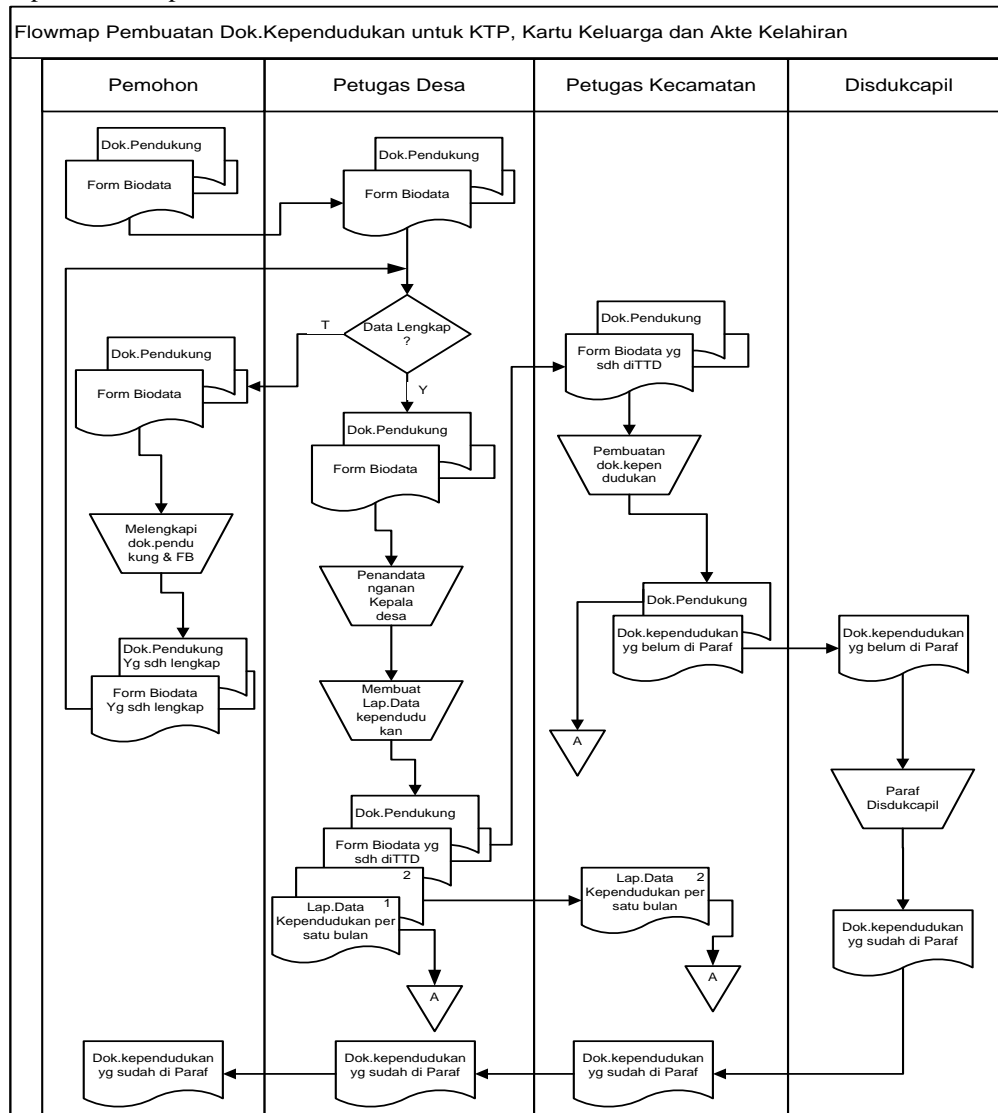 Flowmap Pembuatan Dok.Kependudukan untuk KTP, Kartu Keluarga dan Akte Kelahiran
Pemohon
Petugas Desa
Petugas Kecamatan
Disdukcapil
Dok.Pendukung
Form Biodata
Dok.Pendukung
Form Biodata
Data Lengkap
?
T
Y
Dok.Pendukung
Form Biodata
Dok.Pendukung
Form Biodata
Dok.Pendukung
Form Biodata yg
sdh diTTD
Pembuatan
dok.kepen
dudukan
Melengkapi
dok.pendu
kung & FB
Penandata
nganan
Kepala
desa
Dok.Pendukung
Dok.kependudukan
yg belum di Paraf
Dok.kependudukan
yg belum di Paraf
Dok.Pendukung
Yg sdh lengkap
Form Biodata
Yg sdh lengkap
Membuat
Lap.Data
kependudu
kan
A
Paraf
Disdukcapil
Dok.Pendukung
Form Biodata yg
sdh diTTD
2
Lap.Data 1
Kependudukan per
satu bulan
Lap.Data 2
Kependudukan per
satu bulan
Dok.kependudukan
yg sudah di Paraf
A
A
Dok.kependudukan
yg sudah di Paraf
Dok.kependudukan
yg sudah di Paraf
Dok.kependudukan
yg sudah di Paraf